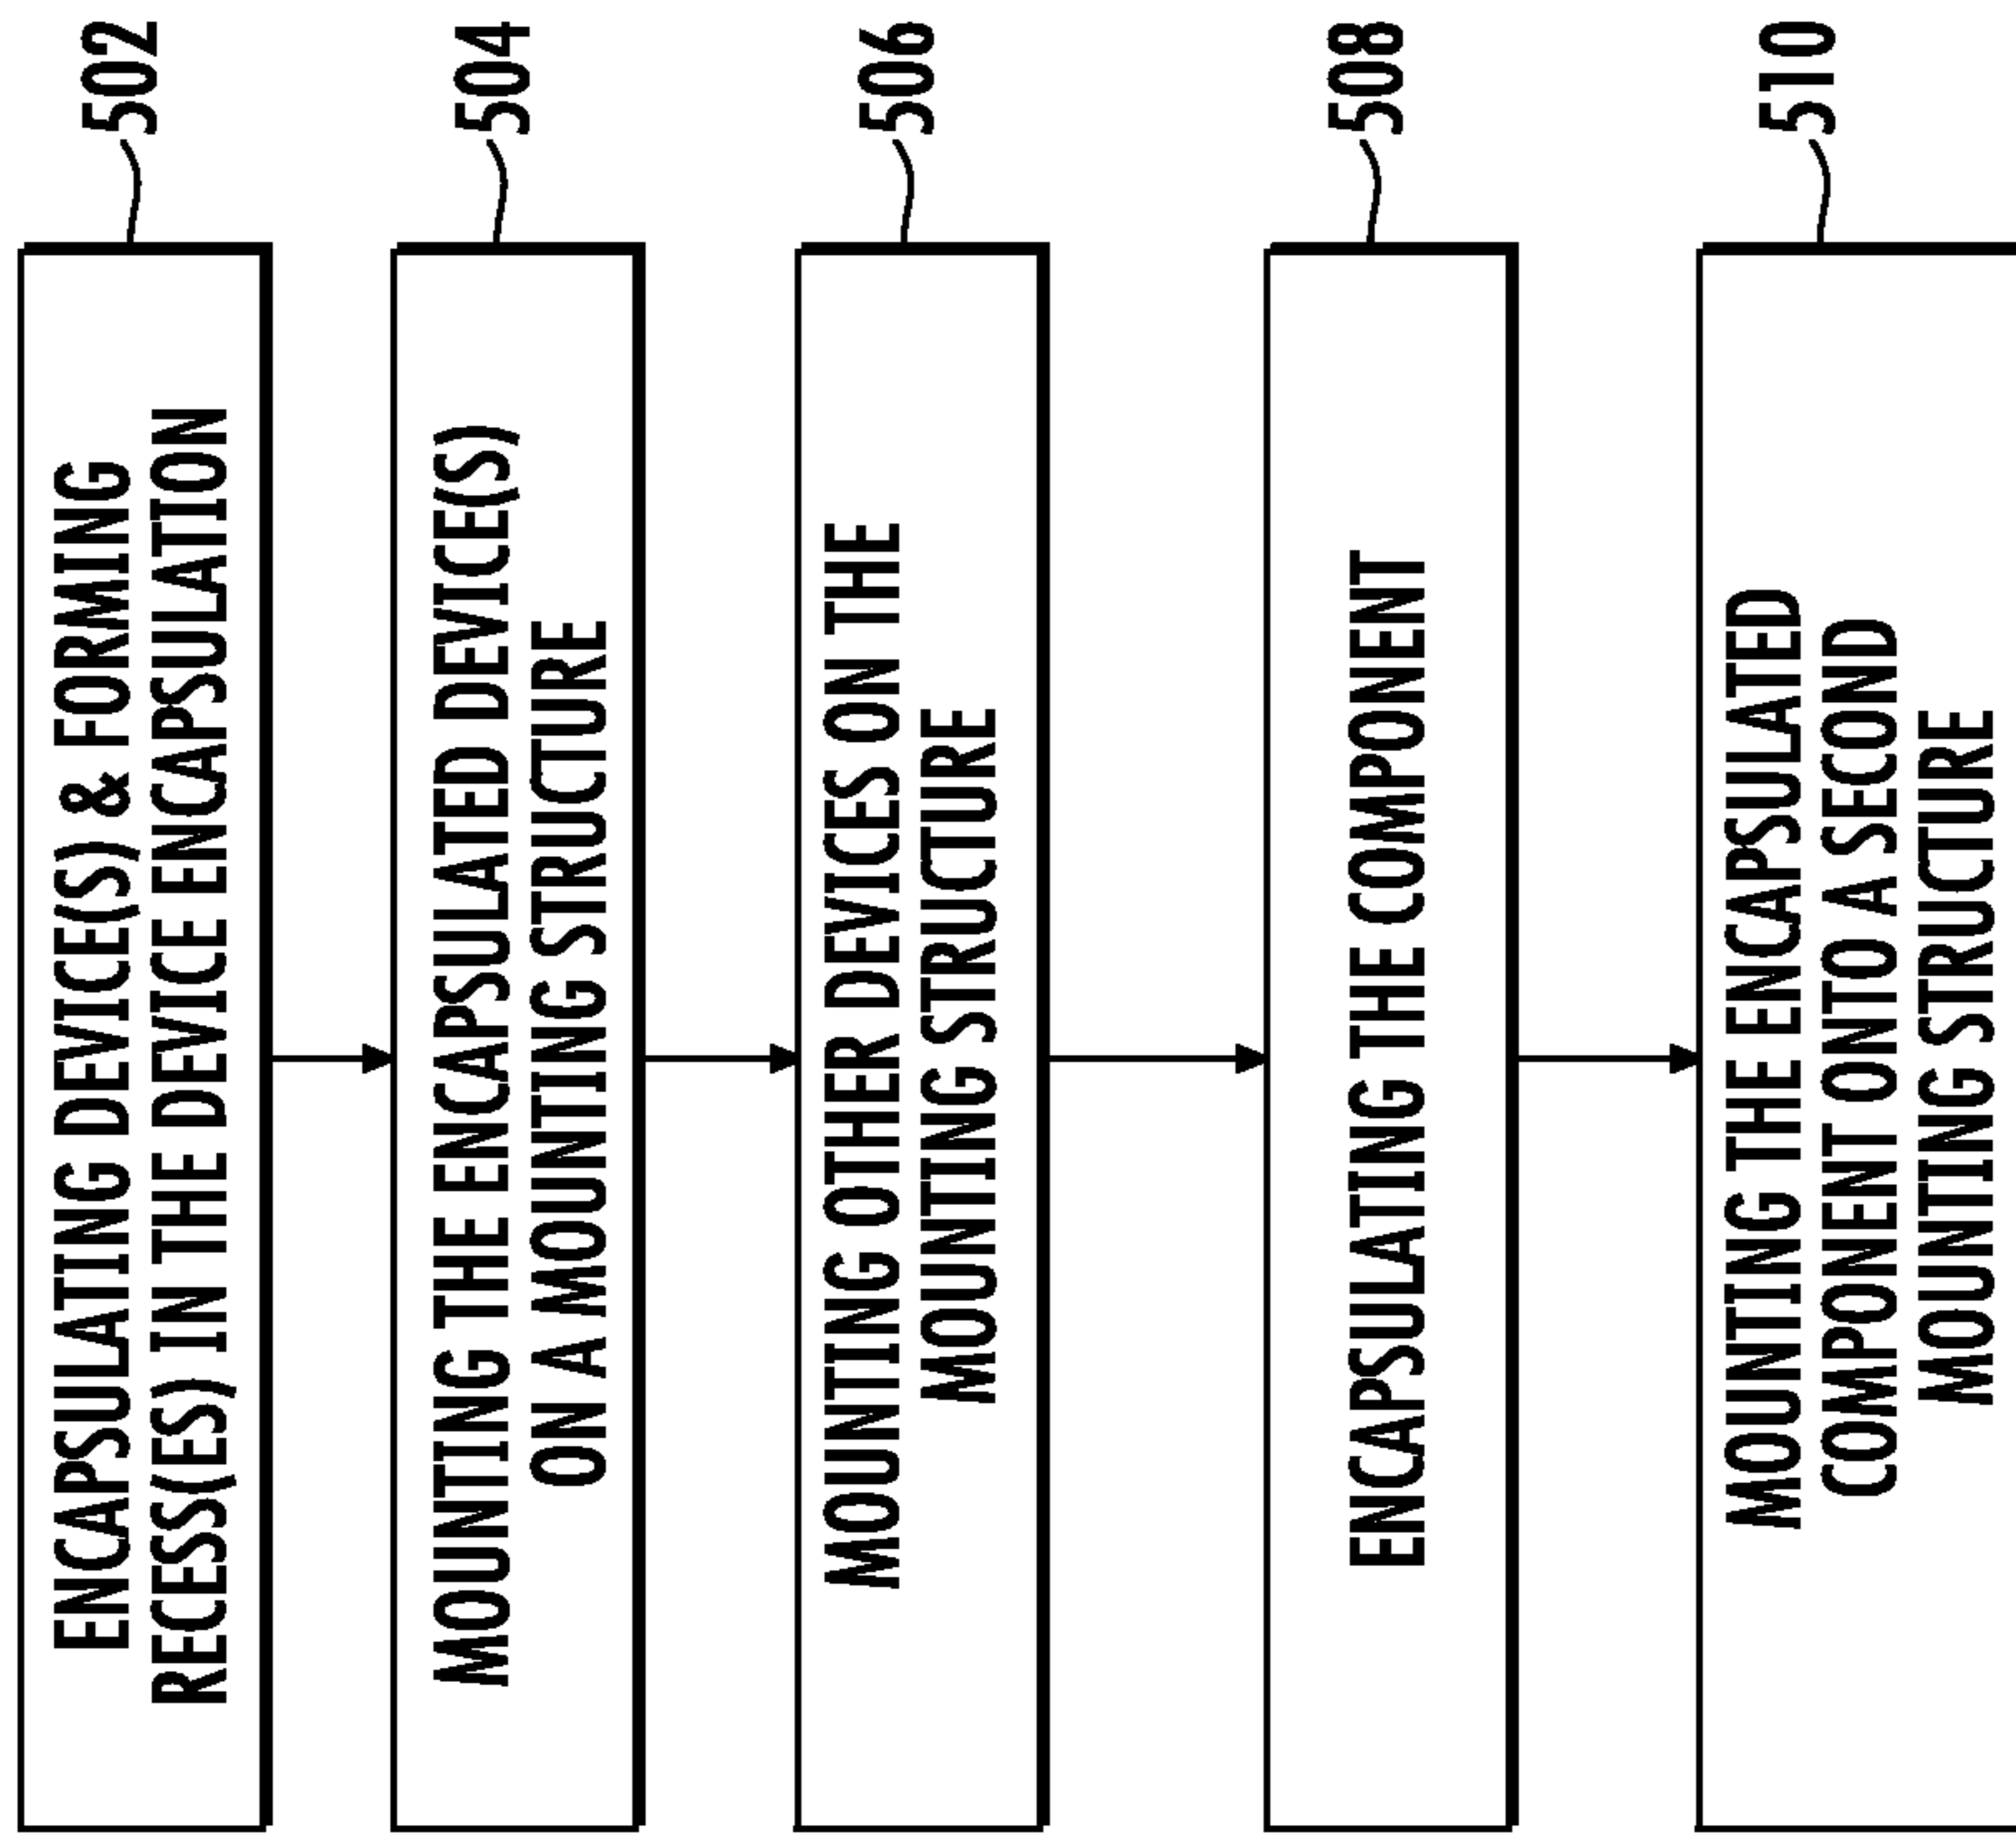 502
ENCAPSULATING DEVICE(S) & FORMING
RECESS(ES) IN THE DEVICE ENCAPSULATION
504
MOUNTING THE ENCAPSULATED DEVICE(S)
ON A MOUNTING STRUCTURE
506
MOUNTING OTHER DEVICES ON THE
MOUNTING STRUCTURE
508
ENCAPSULATING THE COMPONENT
510
MOUNTING THE ENCAPSULATED
COMPONENT ONTO A SECOND
MOUNTING STRUCTURE